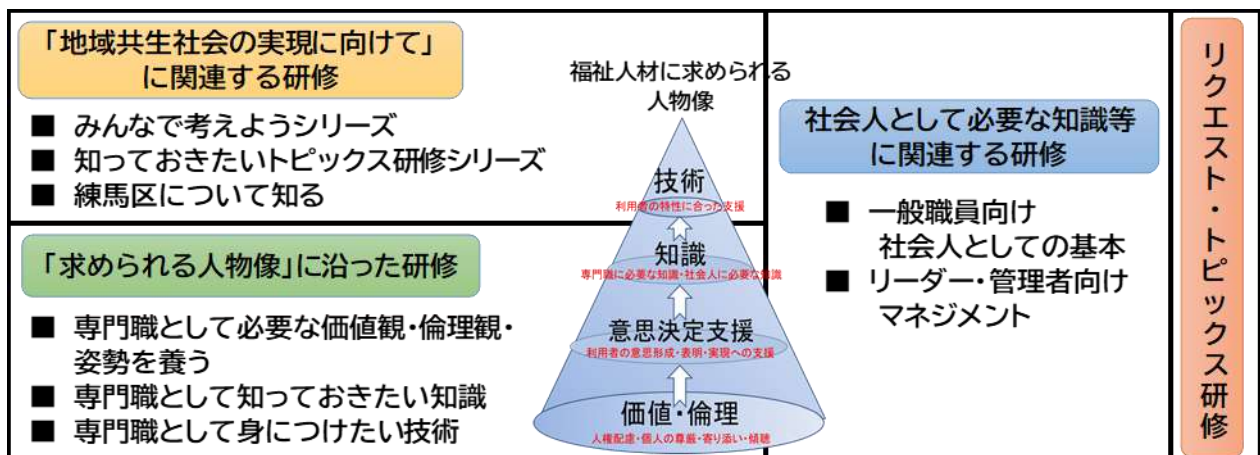 「地域共生社会の実現に向けて」
に関連する研修
■ みんなで考えようシリーズ
■ 知っておきたいトピックス研修シリーズ
■ 練馬区について知る
「求められる人物像」に沿った研修
■ 専門職として必要な価値観・倫理観・
姿勢を養う
■ 専門職として知っておきたい知識
■ 専門職として身につけたい技術
福祉人材に求められる
人物像
技術
利用者の特性に合った支援
知識
専門職に必要な知識・社会人に必要な知識
意思決定支援
利用者の意思形成・表明・実現への支援
価値・倫理
人権配慮・個人の尊厳・寄り添い・傾聴
社会人として必要な知識等
に関連する研修
■ 一般職員向け
社会人としての基本
■ リーダー・管理者向け
マネジメント
リクエスト・トピックス研修